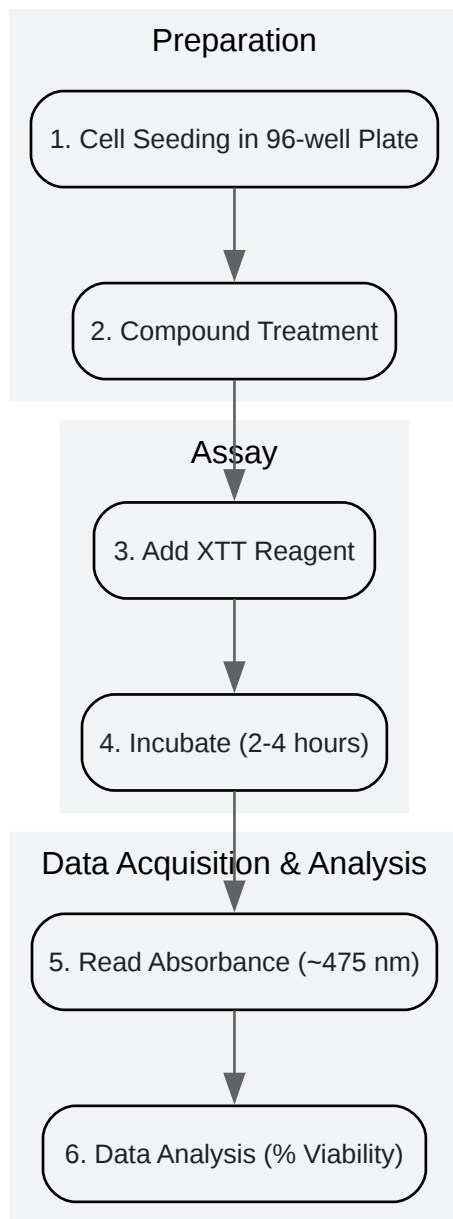 Preparation
1. Cell Seeding in 96-well Plate
2. Compound Treatment
Assay
3. Add XTT Reagent
4. Incubate (2-4 hours)
Data Acquisition & Analysis
5. Read Absorbance (~475 nm)
6. Data Analysis (% Viability)